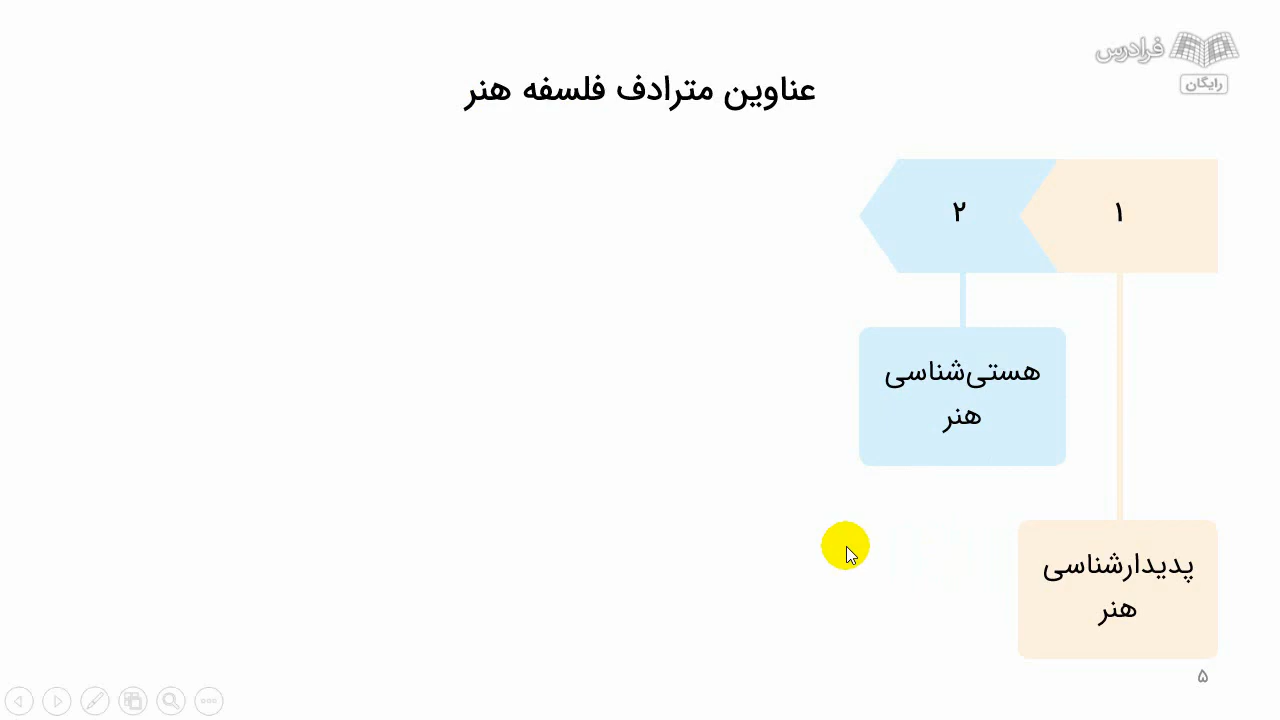 فرادرس
رایگان
عناوین مترادف فلسفه هنر
۱
۲
هستی‌شناسی
هنر
پدیدارشناسی
هنر
۵